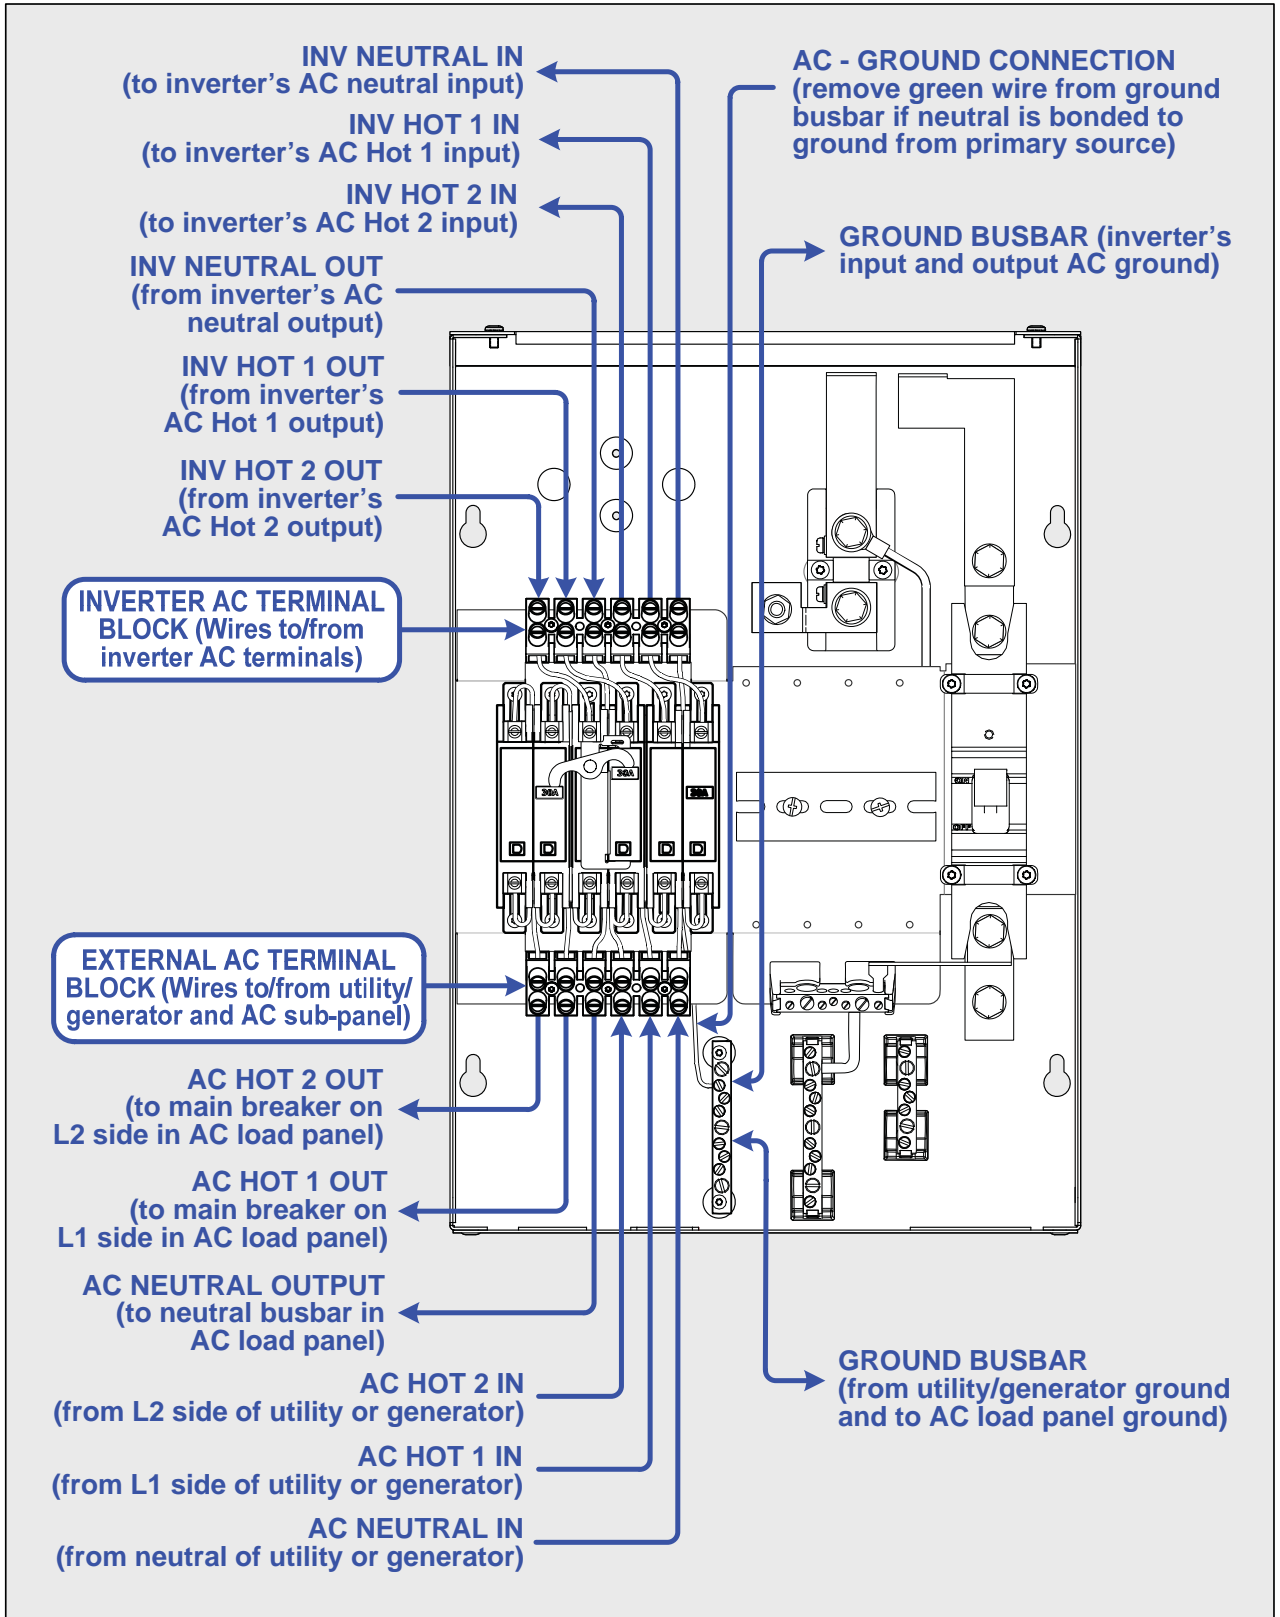 INV NEUTRAL IN
(to inverter’s AC neutral input)
INV HOT 1 IN
(to inverter’s AC Hot 1 input)
INV HOT 2 IN
(to inverter’s AC Hot 2 input)
INV NEUTRAL OUT
(from inverter’s AC
neutral output)
INV HOT 1 OUT
(from inverter’s
AC Hot 1 output)
INV HOT 2 OUT
(from inverter’s
AC Hot 2 output)
INVERTER AC TERMINAL
BLOCK (Wires to/from
inverter AC terminals)
EXTERNAL AC TERMINAL
BLOCK (Wires to/from utility/
generator and AC sub-panel)
AC HOT 2 OUT
(to main breaker on
L2 side in AC load panel)
AC HOT 1 OUT
(to main breaker on
L1 side in AC load panel)
AC NEUTRAL OUTPUT
(to neutral busbar in
AC load panel)
AC HOT 2 IN
(from L2 side of utility or generator)
AC HOT 1 IN
(from L1 side of utility or generator)
AC NEUTRAL IN
(from neutral of utility or generator)
AC - GROUND CONNECTION
(remove green wire from ground
busbar if neutral is bonded to
ground from primary source)
GROUND BUSBAR (inverter’s
input and output AC ground)
30A
30A
30A
ON
OFF
GROUND BUSBAR
(from utility/generator ground
and to AC load panel ground)